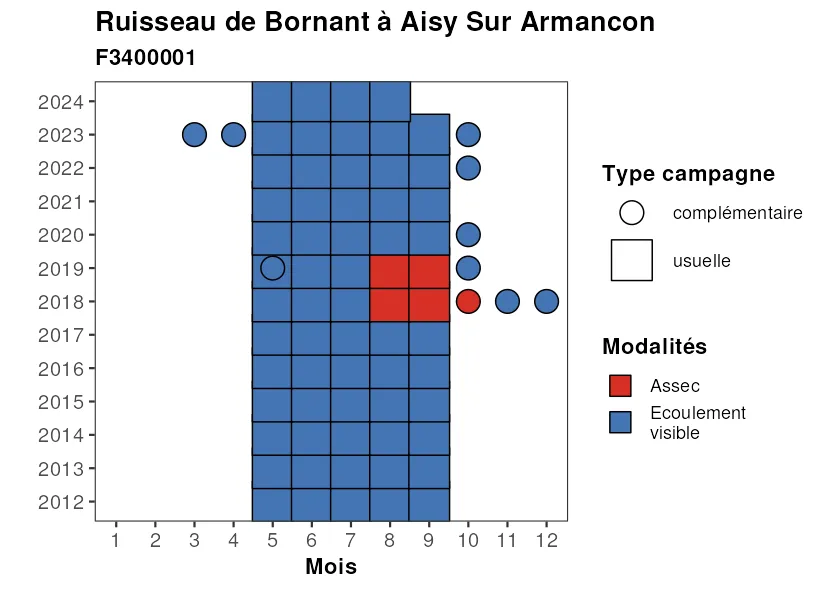 Ruisseau de Bornant à Aisy Sur Armancon
F3400001
2024
2023
2022
2021
2020
2019
2018
2017
2016
2015
2014
2013
2012
1 2 3 4 5 6 7 8 9 10 11 12
Mois
Type campagne
complémentaire
usuelle
Modalités
Assec
Ecoulement
visible